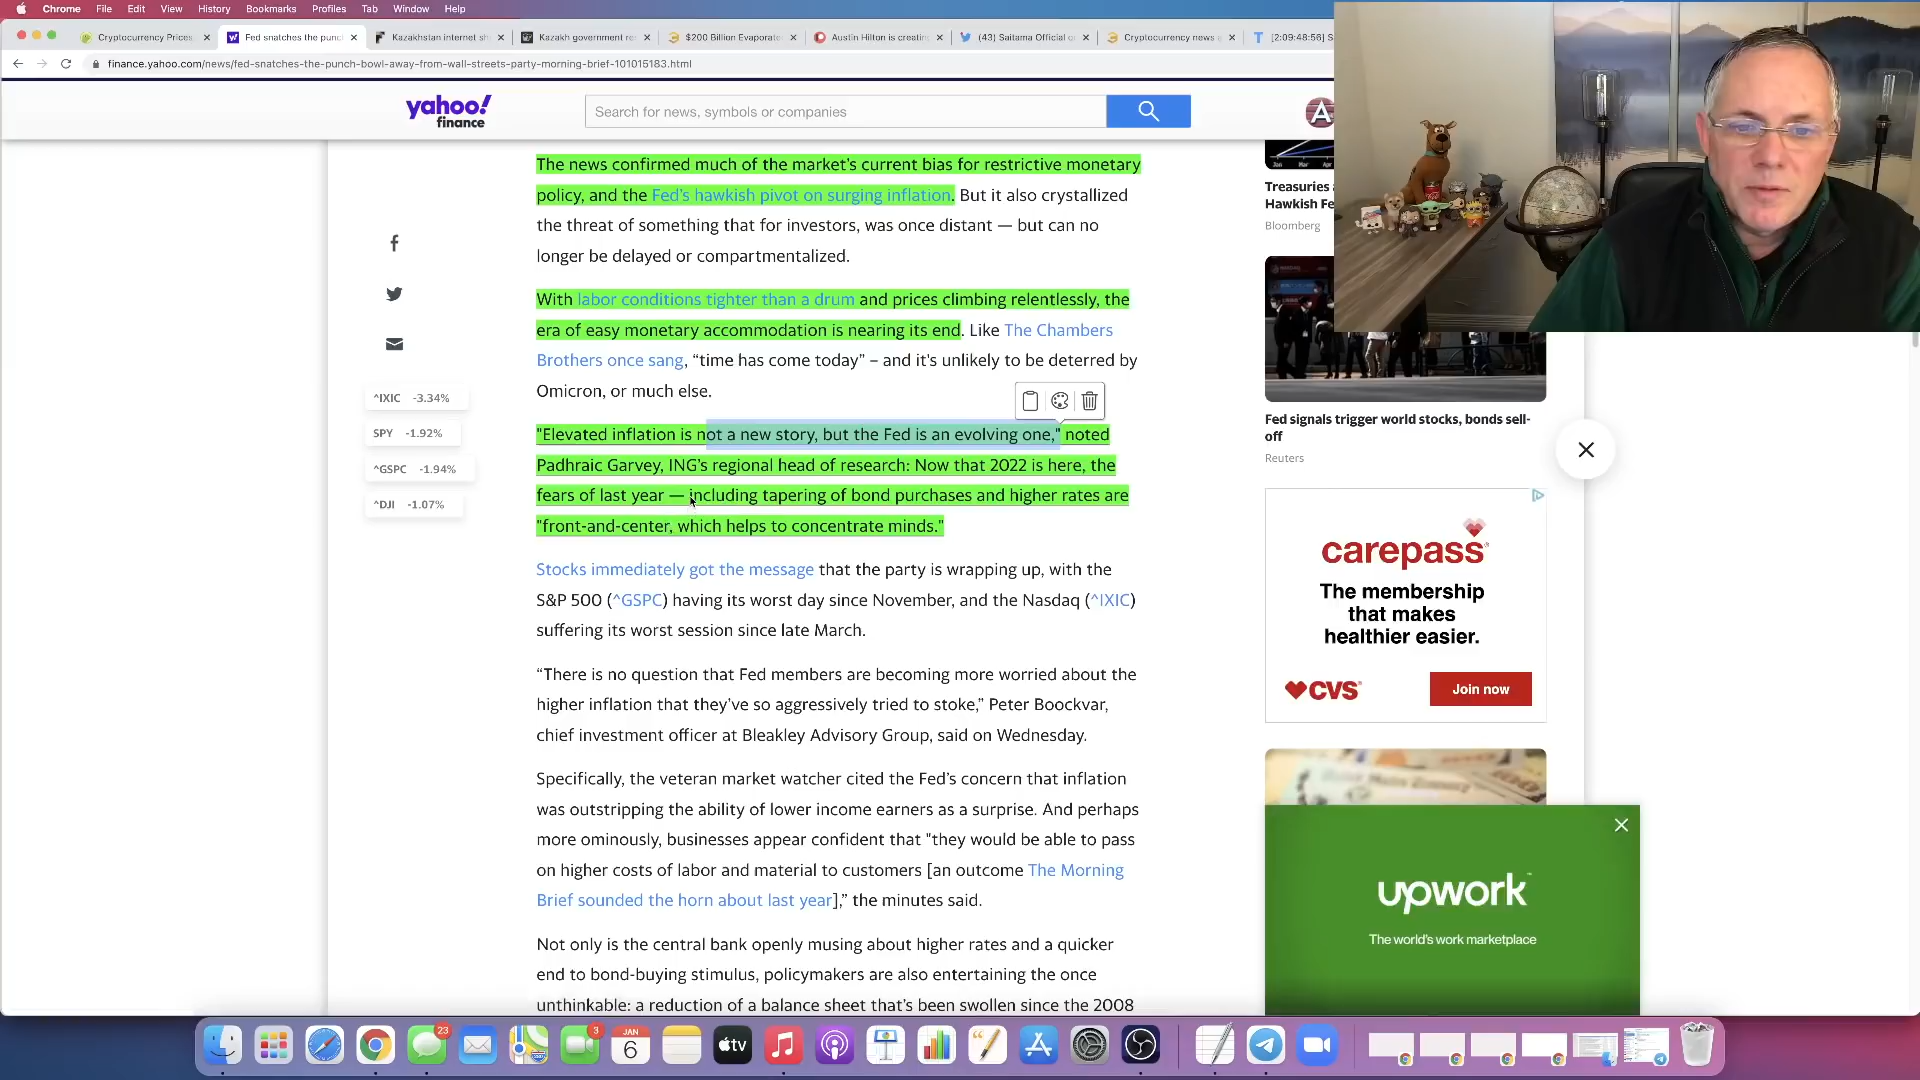 Chrome File Edit View History Bookmarks Profiles Tab Window Help
Cryptocurrency Prices
Fed snatches the punc
Kazakhstan internet sh
Kazakh government re
$200 Billion Evaporate
Austin Hilton is creatin
(43) Saitama Official o
Cryptocurrency news
[2:09:48:56] S
finance.yahoo.com/news/fed-snatches-the-punch-bowl-away-from-wall-streets-party-morning-brief-101015183.html
yahoo!
finance
Search for news, symbols or companies
A
The news confirmed much of the market's current bias for restrictive monetary
policy, and the Fed's hawkish pivot on surging inflation. But it also crystallized
the threat of something that for investors, was once distant — but can no
longer be delayed or compartmentalized.
With labor conditions tighter than a drum and prices climbing relentlessly, the
era of easy monetary accommodation is nearing its end. Like The Chambers
Brothers once sang, “time has come today” – and it's unlikely to be deterred by
Omicron, or much else.
"Elevated inflation is not a new story, but the Fed is an evolving one," noted
Padhraic Garvey, ING's regional head of research: Now that 2022 is here, the
fears of last year — including tapering of bond purchases and higher rates are
"front-and-center, which helps to concentrate minds."
Stocks immediately got the message that the party is wrapping up, with the
S&P 500 (^GSPC) having its worst day since November, and the Nasdaq (^IXIC)
suffering its worst session since late March.
“There is no question that Fed members are becoming more worried about the
higher inflation that they’ve so aggressively tried to stoke,” Peter Boockvar,
chief investment officer at Bleakley Advisory Group, said on Wednesday.
Specifically, the veteran market watcher cited the Fed’s concern that inflation
was outstripping the ability of lower income earners as a surprise. And perhaps
more ominously, businesses appear confident that "they would be able to pass
on higher costs of labor and material to customers [an outcome The Morning
Brief sounded the horn about last year],” the minutes said.
Not only is the central bank openly musing about higher rates and a quicker
end to bond-buying stimulus, policymakers are also entertaining the once
unthinkable: a reduction of a balance sheet that's been swollen since the 2008
^IXIC -3.34%
SPY -1.92%
^GSPC -1.94%
^DJI -1.07%
Jan Mar Apr
Treasuries
Hawkish Fe
Bloomberg
Fed signals trigger world stocks, bonds sell-
off
Reuters
carepass
The membership
that makes
healthier easier.
CVS
Join now
upwork
The world's work marketplace
23
3
JAN
6
tv